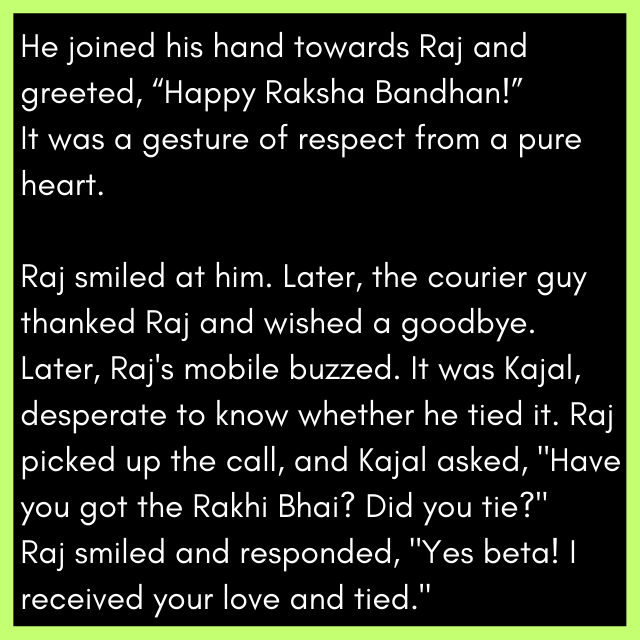 He joined his hand towards Raj and
greeted, “Happy Raksha Bandhan!”
It was a gesture of respect from a pure
heart.
Raj smiled at him. Later, the courier guy
thanked Raj and wished a goodbye.
Later, Raj's mobile buzzed. It was Kajal,
desperate to know whether he tied it. Raj
picked up the call, and Kajal asked, "Have
you got the Rakhi Bhai? Did you tie?"
Raj smiled and responded, "Yes beta! I
received your love and tied."